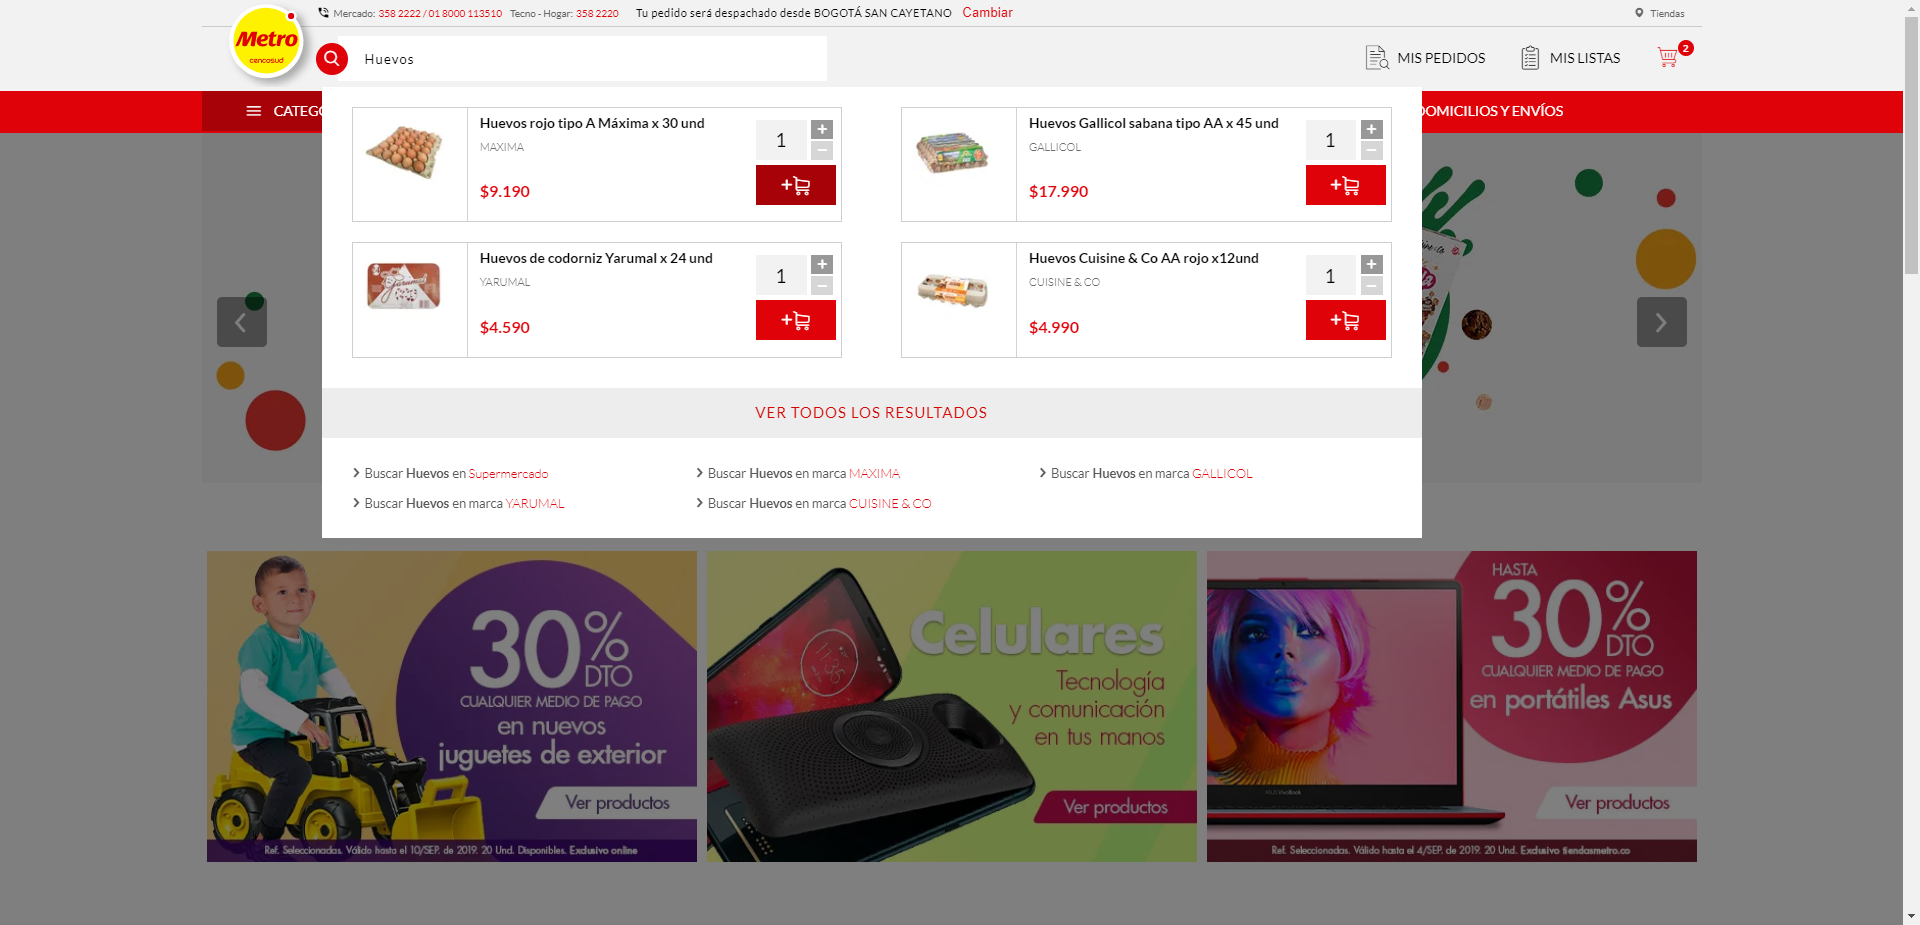 Mercado: 358 2222 / 01 8000 113510 Tecno - Hogar: 358 2220 Tu pedido será despachado desde BOGOTÁ SAN CAYETANO Cambiar
Tiendas
Metro
cencosud
Huevos
MIS PEDIDOS
MIS LISTAS
2
CATEGO
DOMICILIOS Y ENVÍOS
Huevos rojo tipo A Máxima x 30 und
MAXIMA
1
+
−
$9.190
+
Huevos Gallicol sabana tipo AA x 45 und
GALLICOL
1
+
−
$17.990
+
Huevos de codorniz Yarumal x 24 und
YARUMAL
1
+
−
$4.590
+
Huevos Cuisine & Co AA rojo x12und
CUISINE & CO
1
+
−
$4.990
+
VER TODOS LOS RESULTADOS
Buscar Huevos en Supermercado
Buscar Huevos en marca MAXIMA
Buscar Huevos en marca GALLICOL
Buscar Huevos en marca YARUMAL
Buscar Huevos en marca CUISINE & CO
30%
DTO
CUALQUIER MEDIO DE PAGO
en nuevos
juguetes de exterior
Ver productos
Ref. Seleccionadas. Válido hasta el 10/SEP. de 2019. 20 Und. Disponibles. Exclusivo online
11:35
Celulares
Tecnología
y comunicación
en tus manos
Ver productos
HASTA
30%
DTO
CUALQUIER MEDIO DE PAGO
en portátiles Asus
Ver productos
Ref. Seleccionadas. Válido hasta el 4/SEP. de 2019. 20 Und. Exclusivo tiendasmetro.co